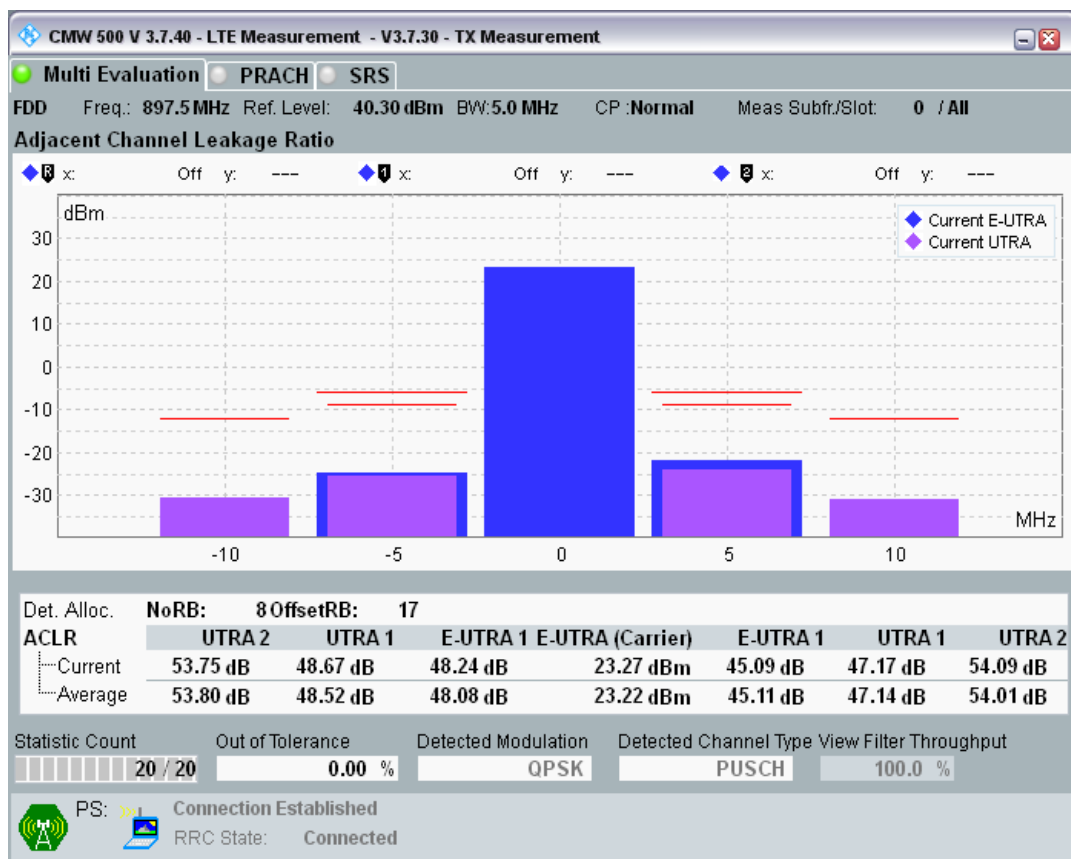 CMW 500 V 3.7.40 - LTE Measurement - V3.7.30 - TX Measurement
Multi Evaluation PRACH SRS
FDD Freq.: 897.5 MHz Ref. Level: 40.30 dBm BW:5.0 MHz CP :Normal Meas Subfr./Slot: 0 / All
Adjacent Channel Leakage Ratio
R x: Off y: --- 1 x: Off y: --- 2 x: Off y: ---
dBm
Current E-UTRA
Current UTRA
30
20
10
0
-10
-20
-30
MHz
-10 -5 0 5 10
Det. Alloc. NoRB: 8 OffsetRB: 17
ACLR UTRA 2 UTRA 1 E-UTRA 1 E-UTRA (Carrier) E-UTRA 1 UTRA 1 UTRA 2
Current 53.75 dB 48.67 dB 48.24 dB 23.27 dBm 45.09 dB 47.17 dB 54.09 dB
Average 53.80 dB 48.52 dB 48.08 dB 23.22 dBm 45.11 dB 47.14 dB 54.01 dB
Statistic Count Out of Tolerance Detected Modulation Detected Channel Type View Filter Throughput
20 / 20 0.00 % QPSK PUSCH 100.0 %
PS: Connection Established
RRC State: Connected